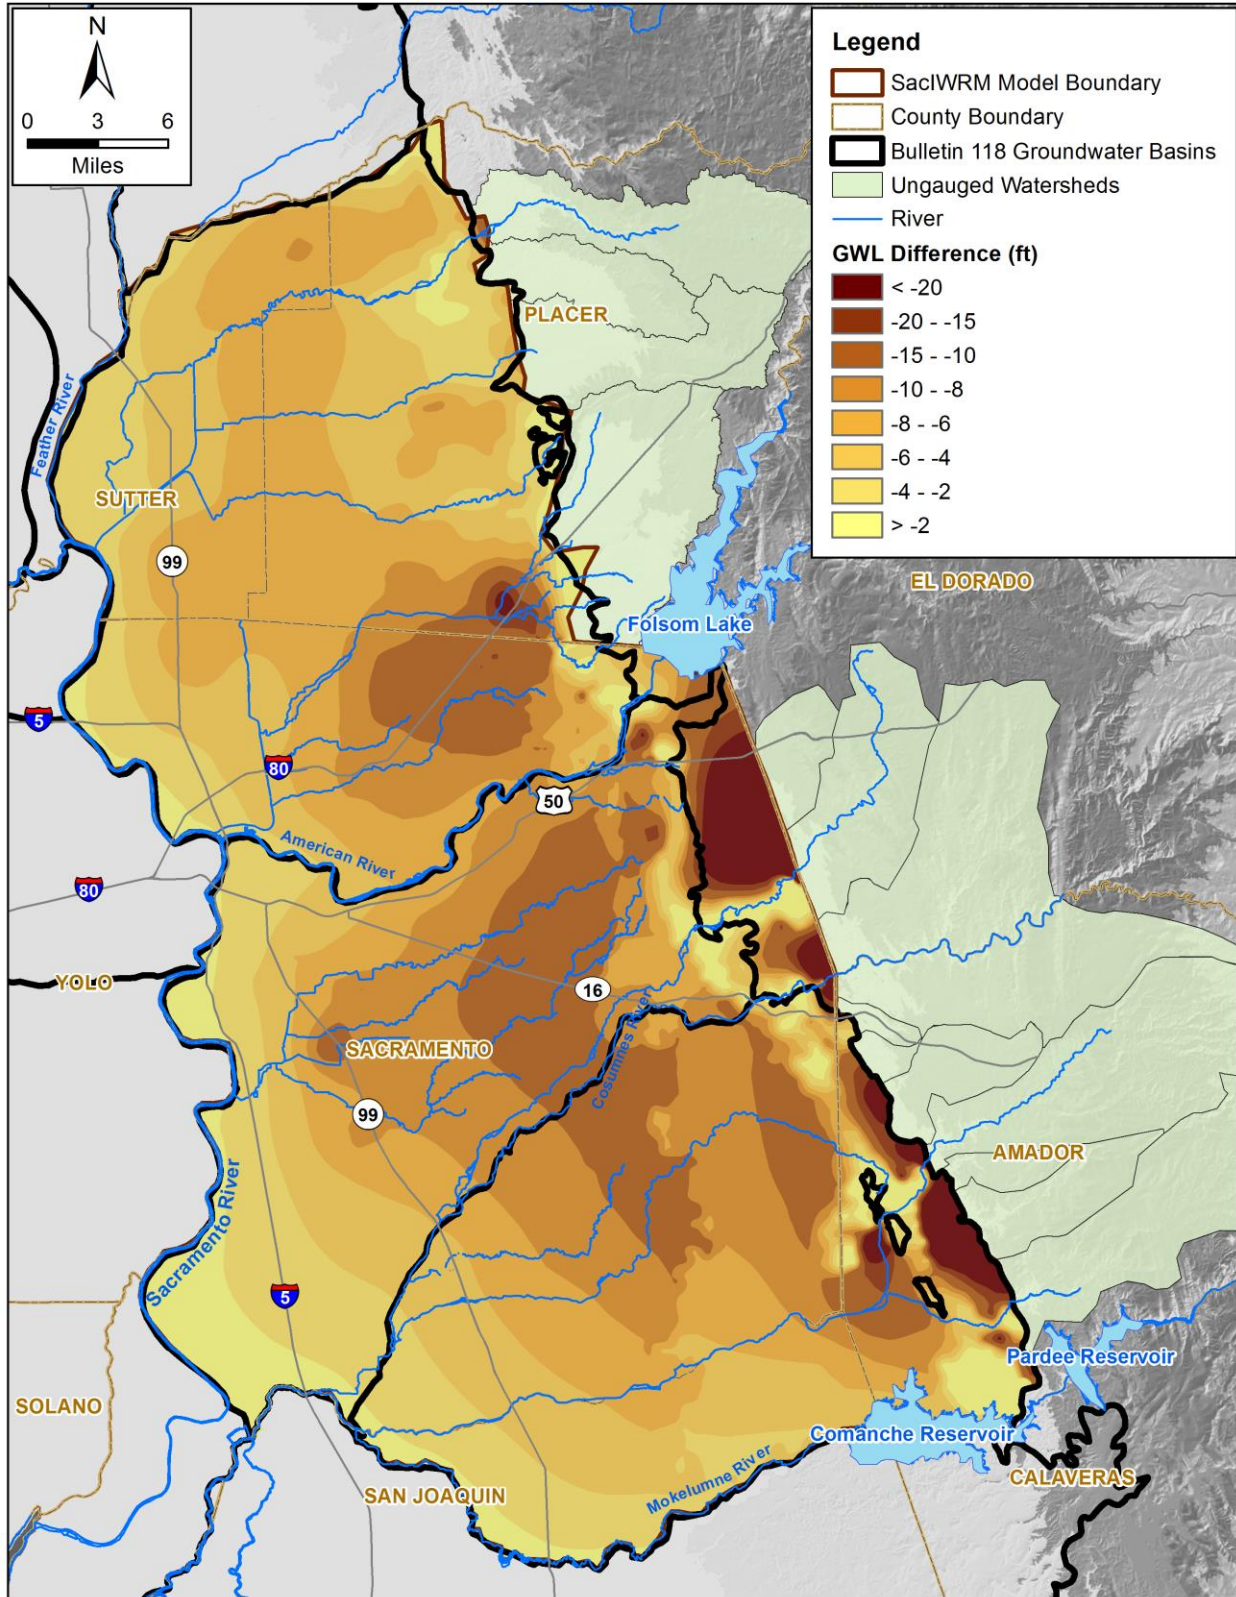 N
0 3 6
Miles
Legend
SacIWRM Model Boundary
County Boundary
Bulletin 118 Groundwater Basins
Ungauged Watersheds
River
GWL Difference (ft)
< -20
-20 - -15
-15 - -10
-10 - -8
-8 - -6
-6 - -4
-4 - -2
> -2
PLACER
Feather River
SUTTER
99
EL DORADO
Folsom Lake
5
80
50
American River
80
YOLO
16
SACRAMENTO
Cosumnes River
99
AMADOR
Sacramento River
5
Pardee Reservoir
SOLANO
Comanche Reservoir
CALAVERAS
SAN JOAQUIN
Mokelumne River